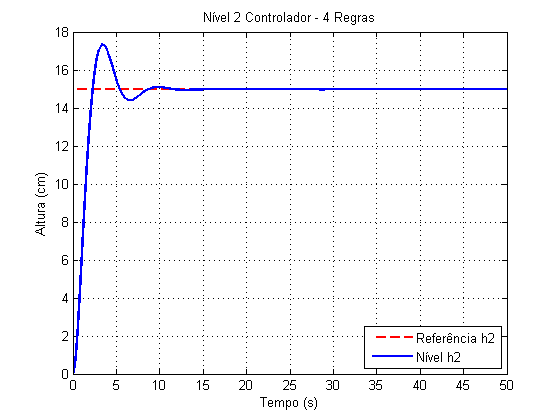 Nível 2 Controlador - 4 Regras
18
16
14
12
10
8
6
4
2
0
Altura (cm)
0 5 10 15 20 25 30 35 40 45 50
Tempo (s)
Referência h2
Nível h2